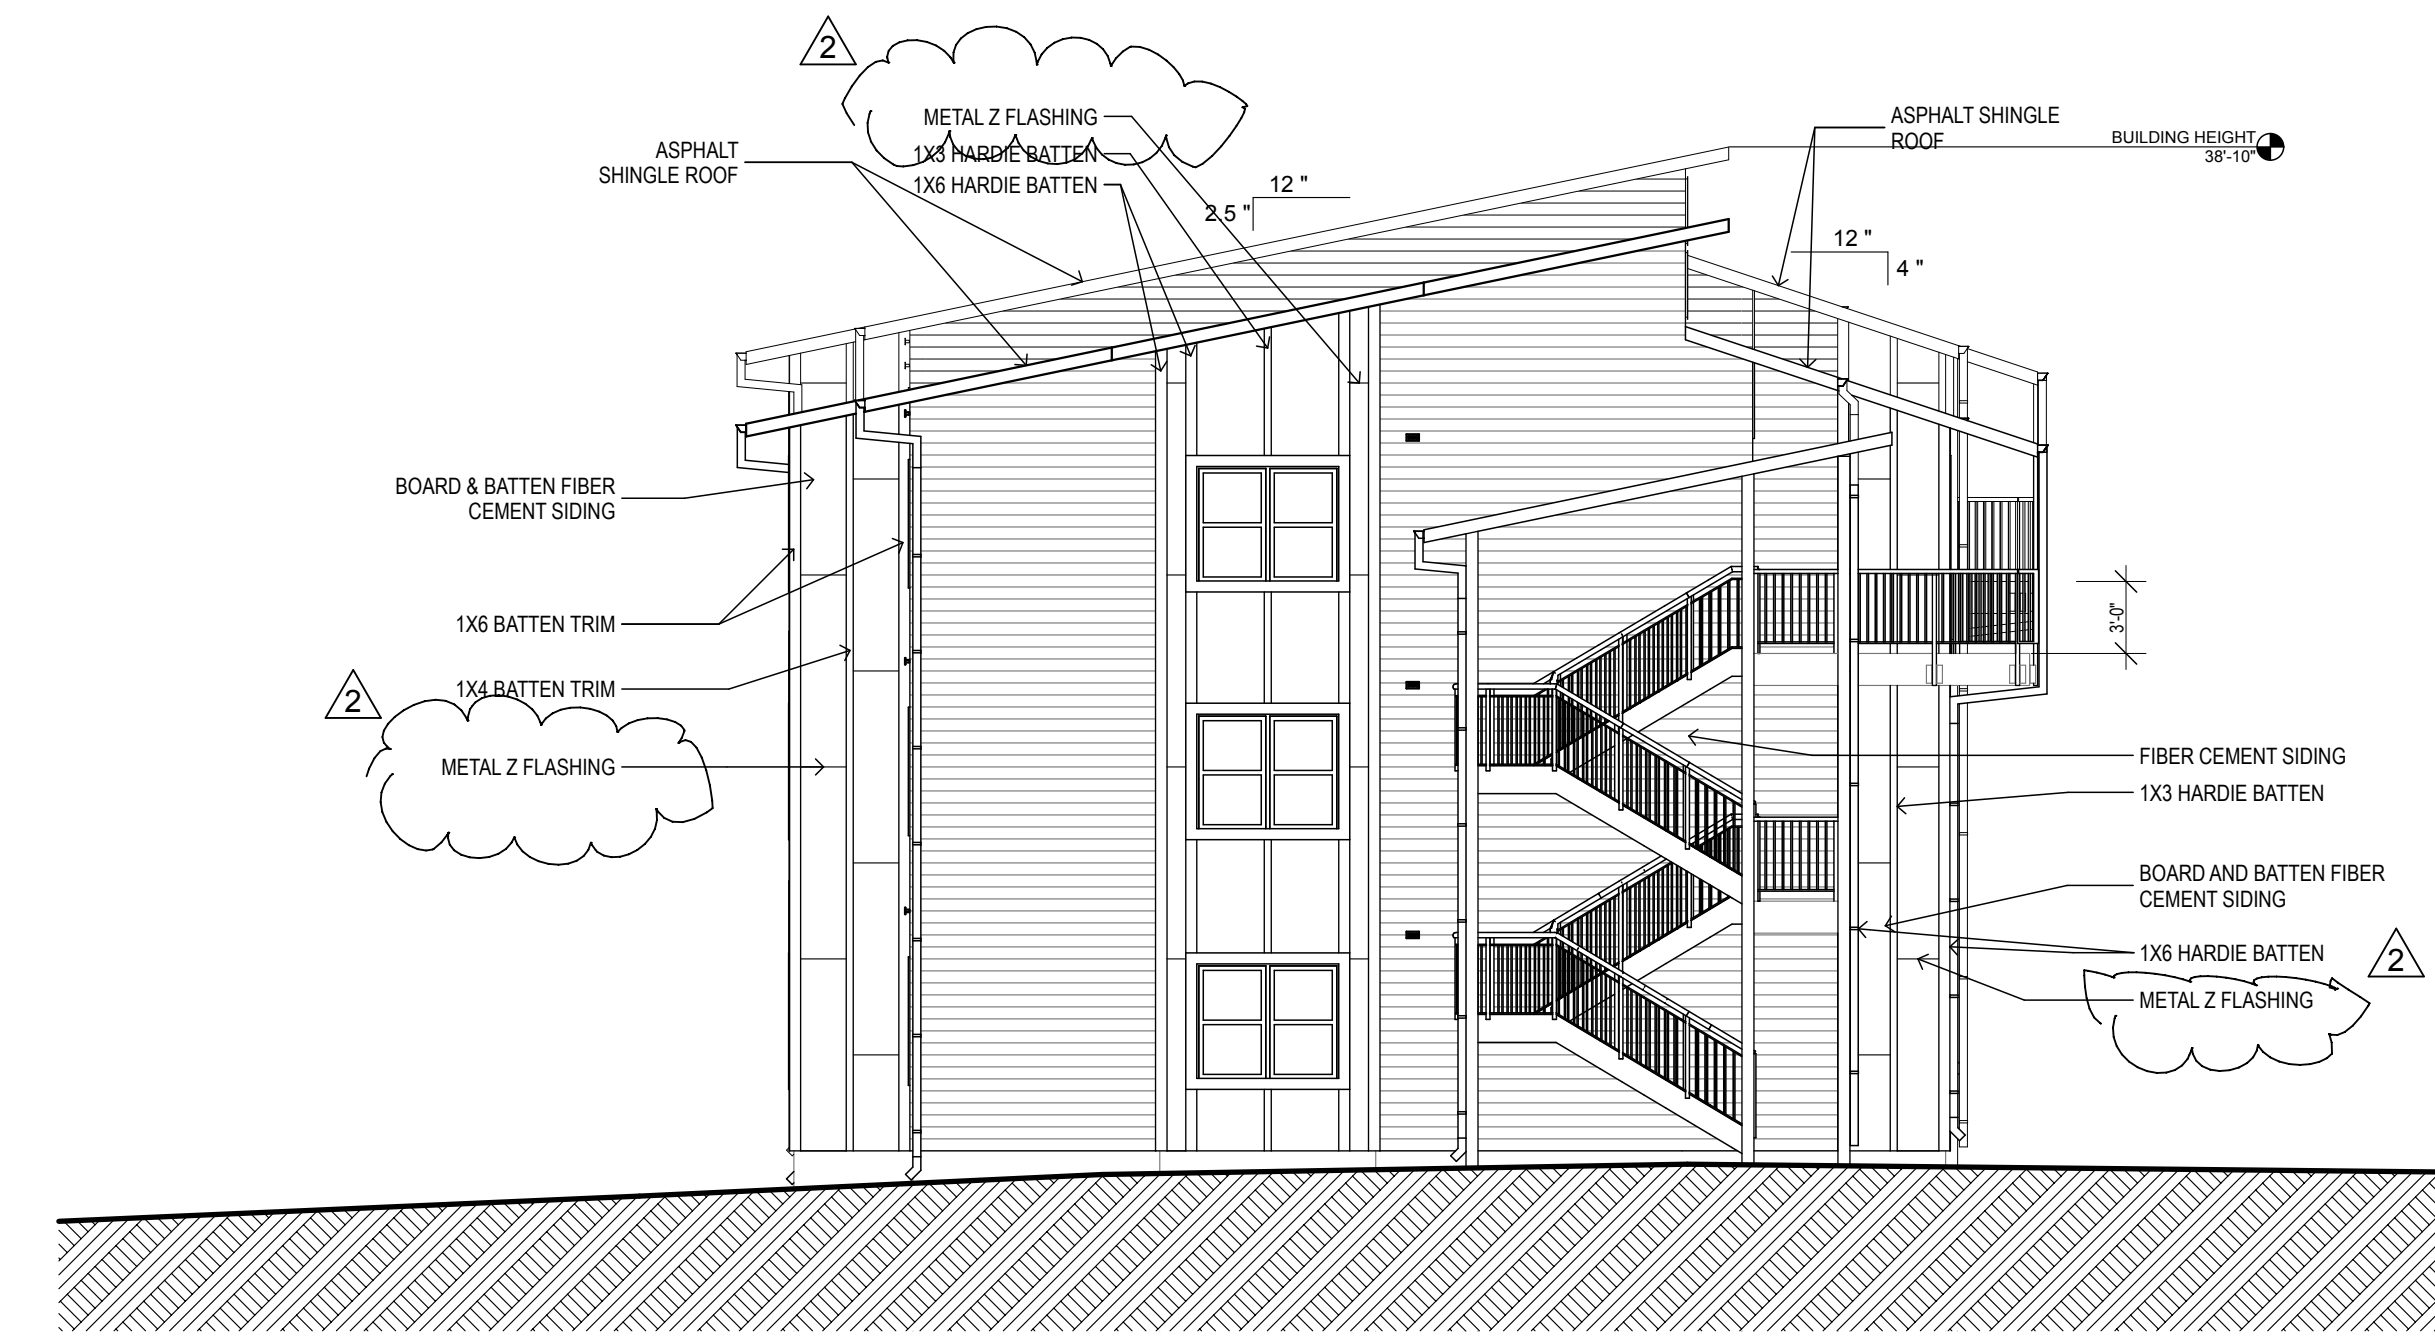 2
METAL Z FLASHING
1X3 HARDIE BATTEN
1X6 HARDIE BATTEN
ASPHALT
SHINGLE ROOF
12 "
2.5 "
ASPHALT SHINGLE
ROOF
BUILDING HEIGHT
38'-10"
12 "
4 "
BOARD & BATTEN FIBER
CEMENT SIDING
1X6 BATTEN TRIM
1X4 BATTEN TRIM
2
METAL Z FLASHING
3'-0"
FIBER CEMENT SIDING
1X3 HARDIE BATTEN
BOARD AND BATTEN FIBER
CEMENT SIDING
1X6 HARDIE BATTEN
2
METAL Z FLASHING